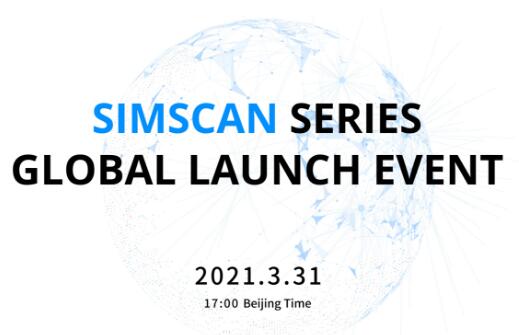 SIMSCAN SERIES
GLOBAL LAUNCH EVENT
2021.3.31
17:00 Beijing Time